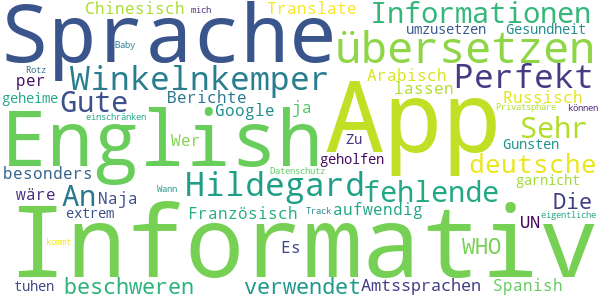 Chinesisch mich Translate Informationen
Sprache Baby umzusetzen Gesundheit
übersetzen
Rotz Winkelnkemper Arabisch Perfekt
per lassen
geheime Gute Berichte Google ja Russisch Privatsphäre
English einschränken App Sehr können
Wer Zu Gunsten
besonders geholfen deutsche
Datenschutz garnicht
wäre An Naja Wann Hildegard fehlende Die
extrem Französisch Track aufwendig UN eigentliche
Informativ
kommt Es WHO
tuhen beschweren verwendet Amtssprachen Spanish